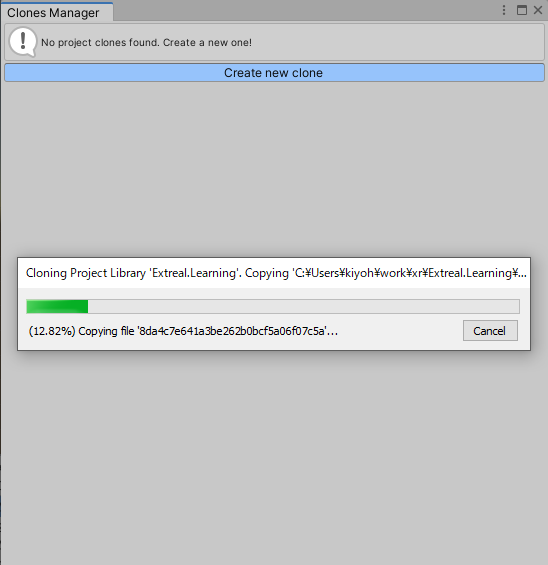 Clones Manager
No project clones found. Create a new one!
Create new clone
Cloning Project Library 'Extreal.Learning'. Copying 'C:¥Users¥kiyoh¥work¥xr¥Extreal.Learning¥...
(12.82%) Copying file '8da4c7e641a3be262b0bcf5a06f07c5a'...
Cancel